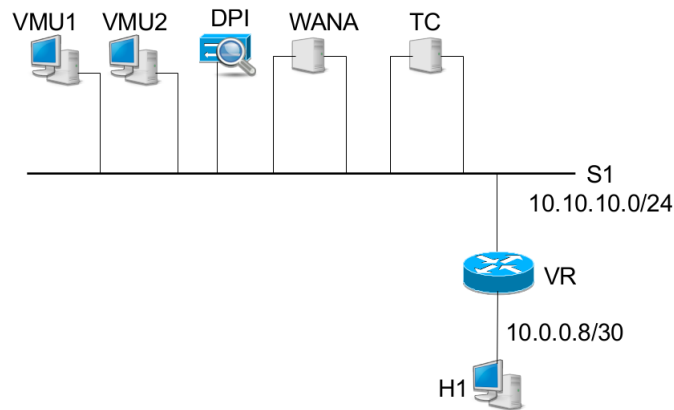 VMU1 VMU2 DPI WANA TC
S1
10.10.10.0/24
VR
10.0.0.8/30
H1